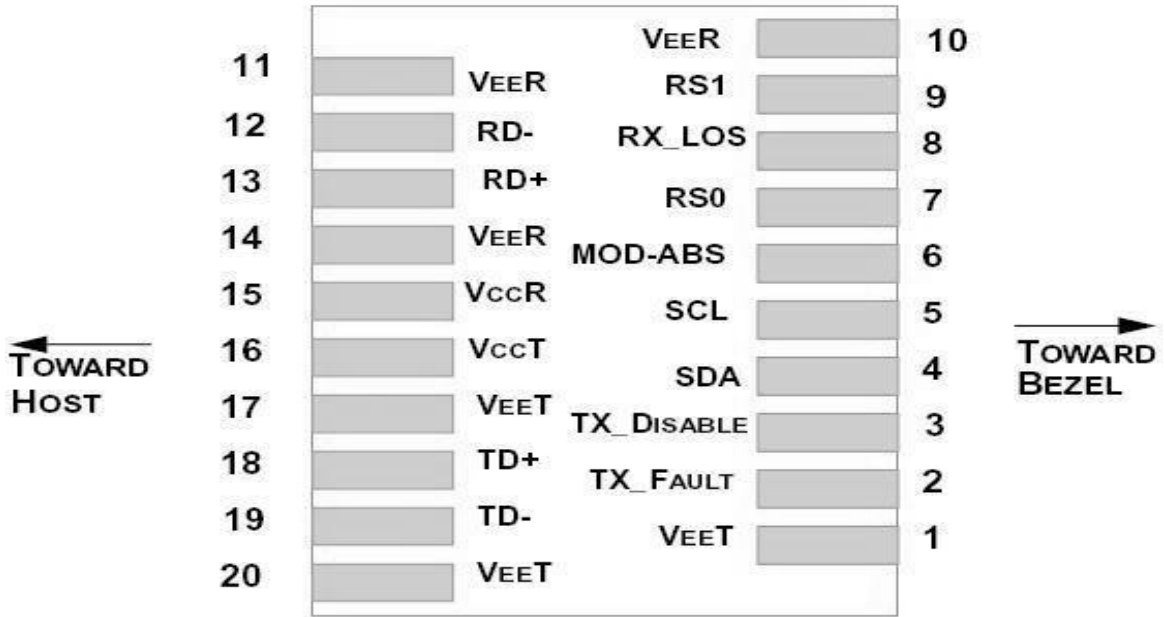 VEER 10
11 VEER RS1 9
12 RD- RX_LOS 8
13 RD+ RS0 7
14 VEER MOD-ABS 6
15 VCCR SCL 5
16 VCCT SDA 4
17 VEET TX_DISABLE 3
18 TD+ TX_FAULT 2
19 TD- VEET 1
20 VEET
TOWARD
HOST
TOWARD
BEZEL